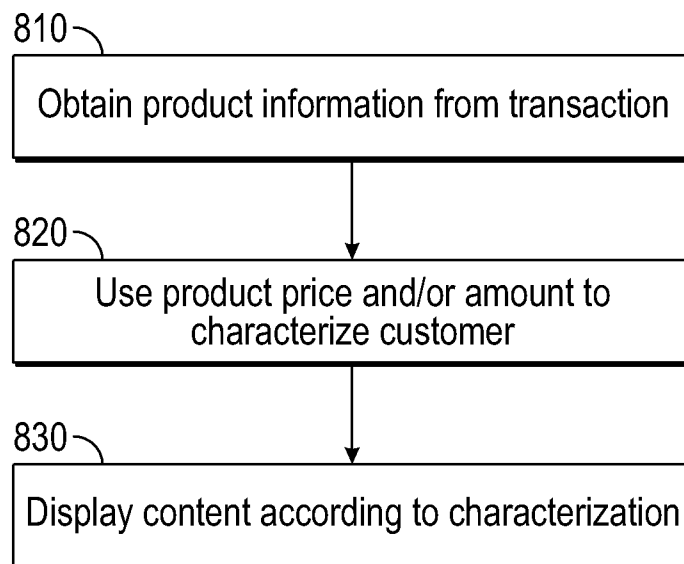 810
Obtain product information from transaction
820
Use product price and/or amount to
characterize customer
830
Display content according to characterization